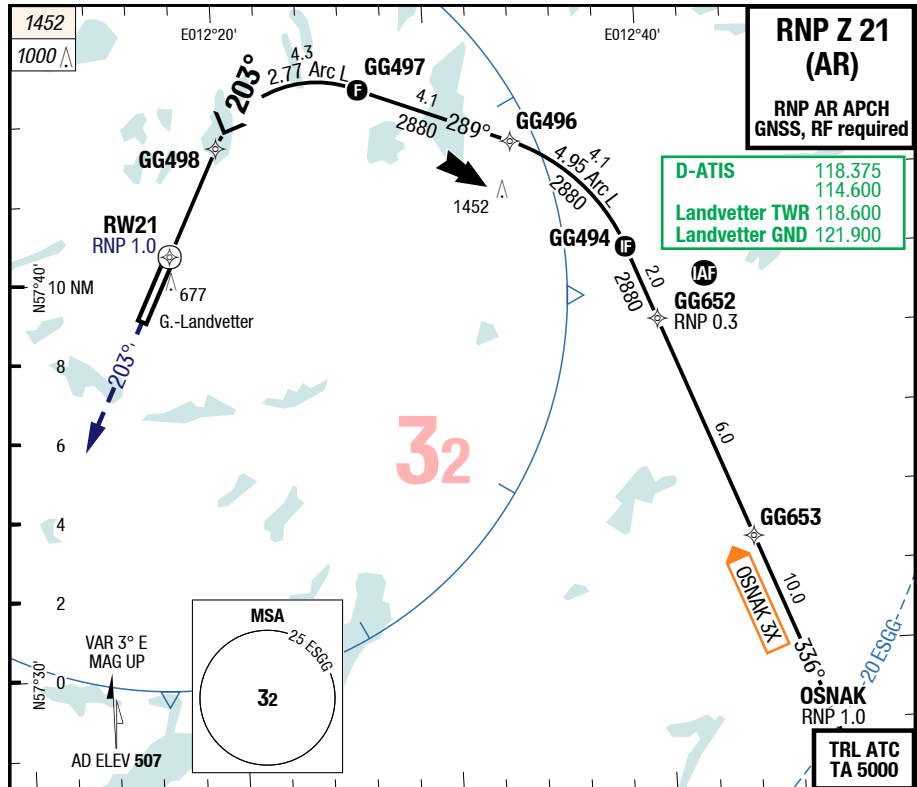 1452
1000
E012°20'
E012°40'
RNP Z 21
(AR)
RNP AR APCH
GNSS, RF required
D-ATIS 118.375
114.600
Landvetter TWR 118.600
Landvetter GND 121.900
203°
4.3
2.77 Arc L
GG497
F
4.1
2880
289°
GG496
4.1
4.95 Arc L
2880
GG498
1452
GG494
IF
RW21
RNP 1.0
2.0
2880
IAF
GG652
RNP 0.3
N57°40'
10 NM
677
G.-Landvetter
203°
8
6
32
6.0
4
GG653
10.0
OSNAK 3X
336°
20 ESGG
2
MSA
25 ESGG
32
VAR 3° E
MAG UP
N57°30'
0
OSNAK
RNP 1.0
AD ELEV 507
TRL ATC
TA 5000